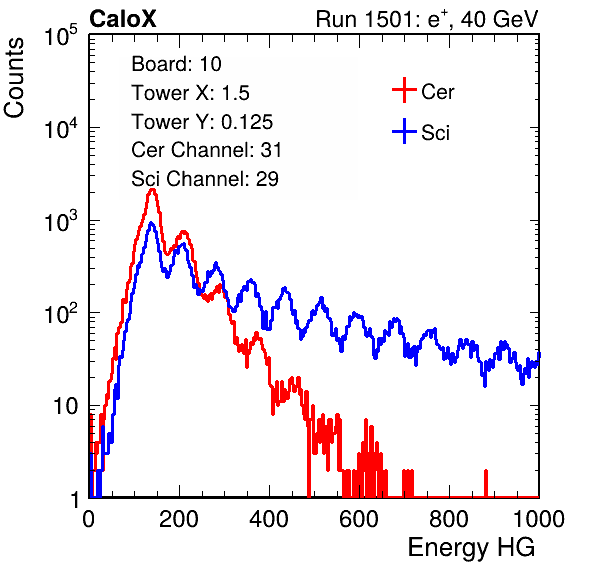 CaloX Run 1501: e⁺, 40 GeV
Counts
Board: 10
Tower X: 1.5
Tower Y: 0.125
Cer Channel: 31
Sci Channel: 29
Cer
Sci
10⁵
10⁴
10³
10²
10
1
0 200 400 600 800 1000
Energy HG